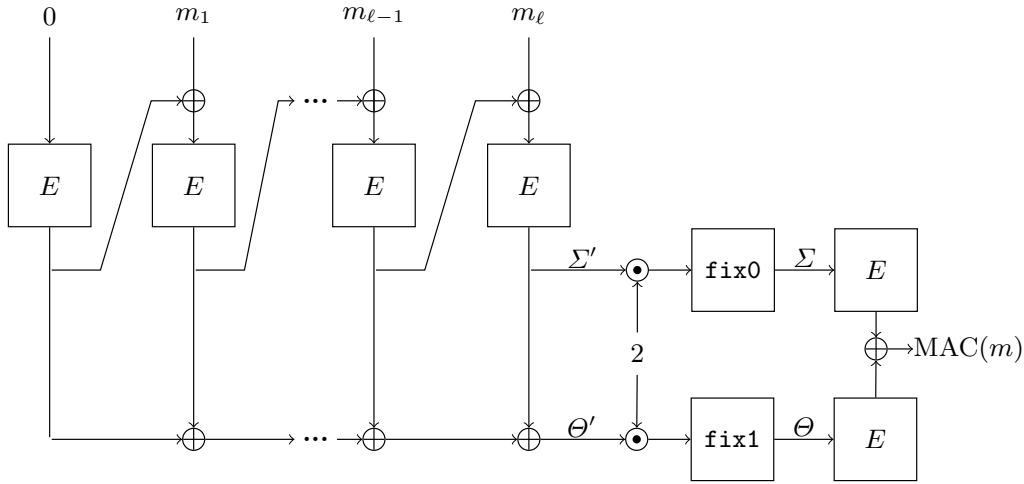 0 m₁ m_{ℓ−1} m_ℓ
... 
E E E E
Σ′ fix0 Σ E
2 MAC(m)
... Θ′ fix1 Θ E